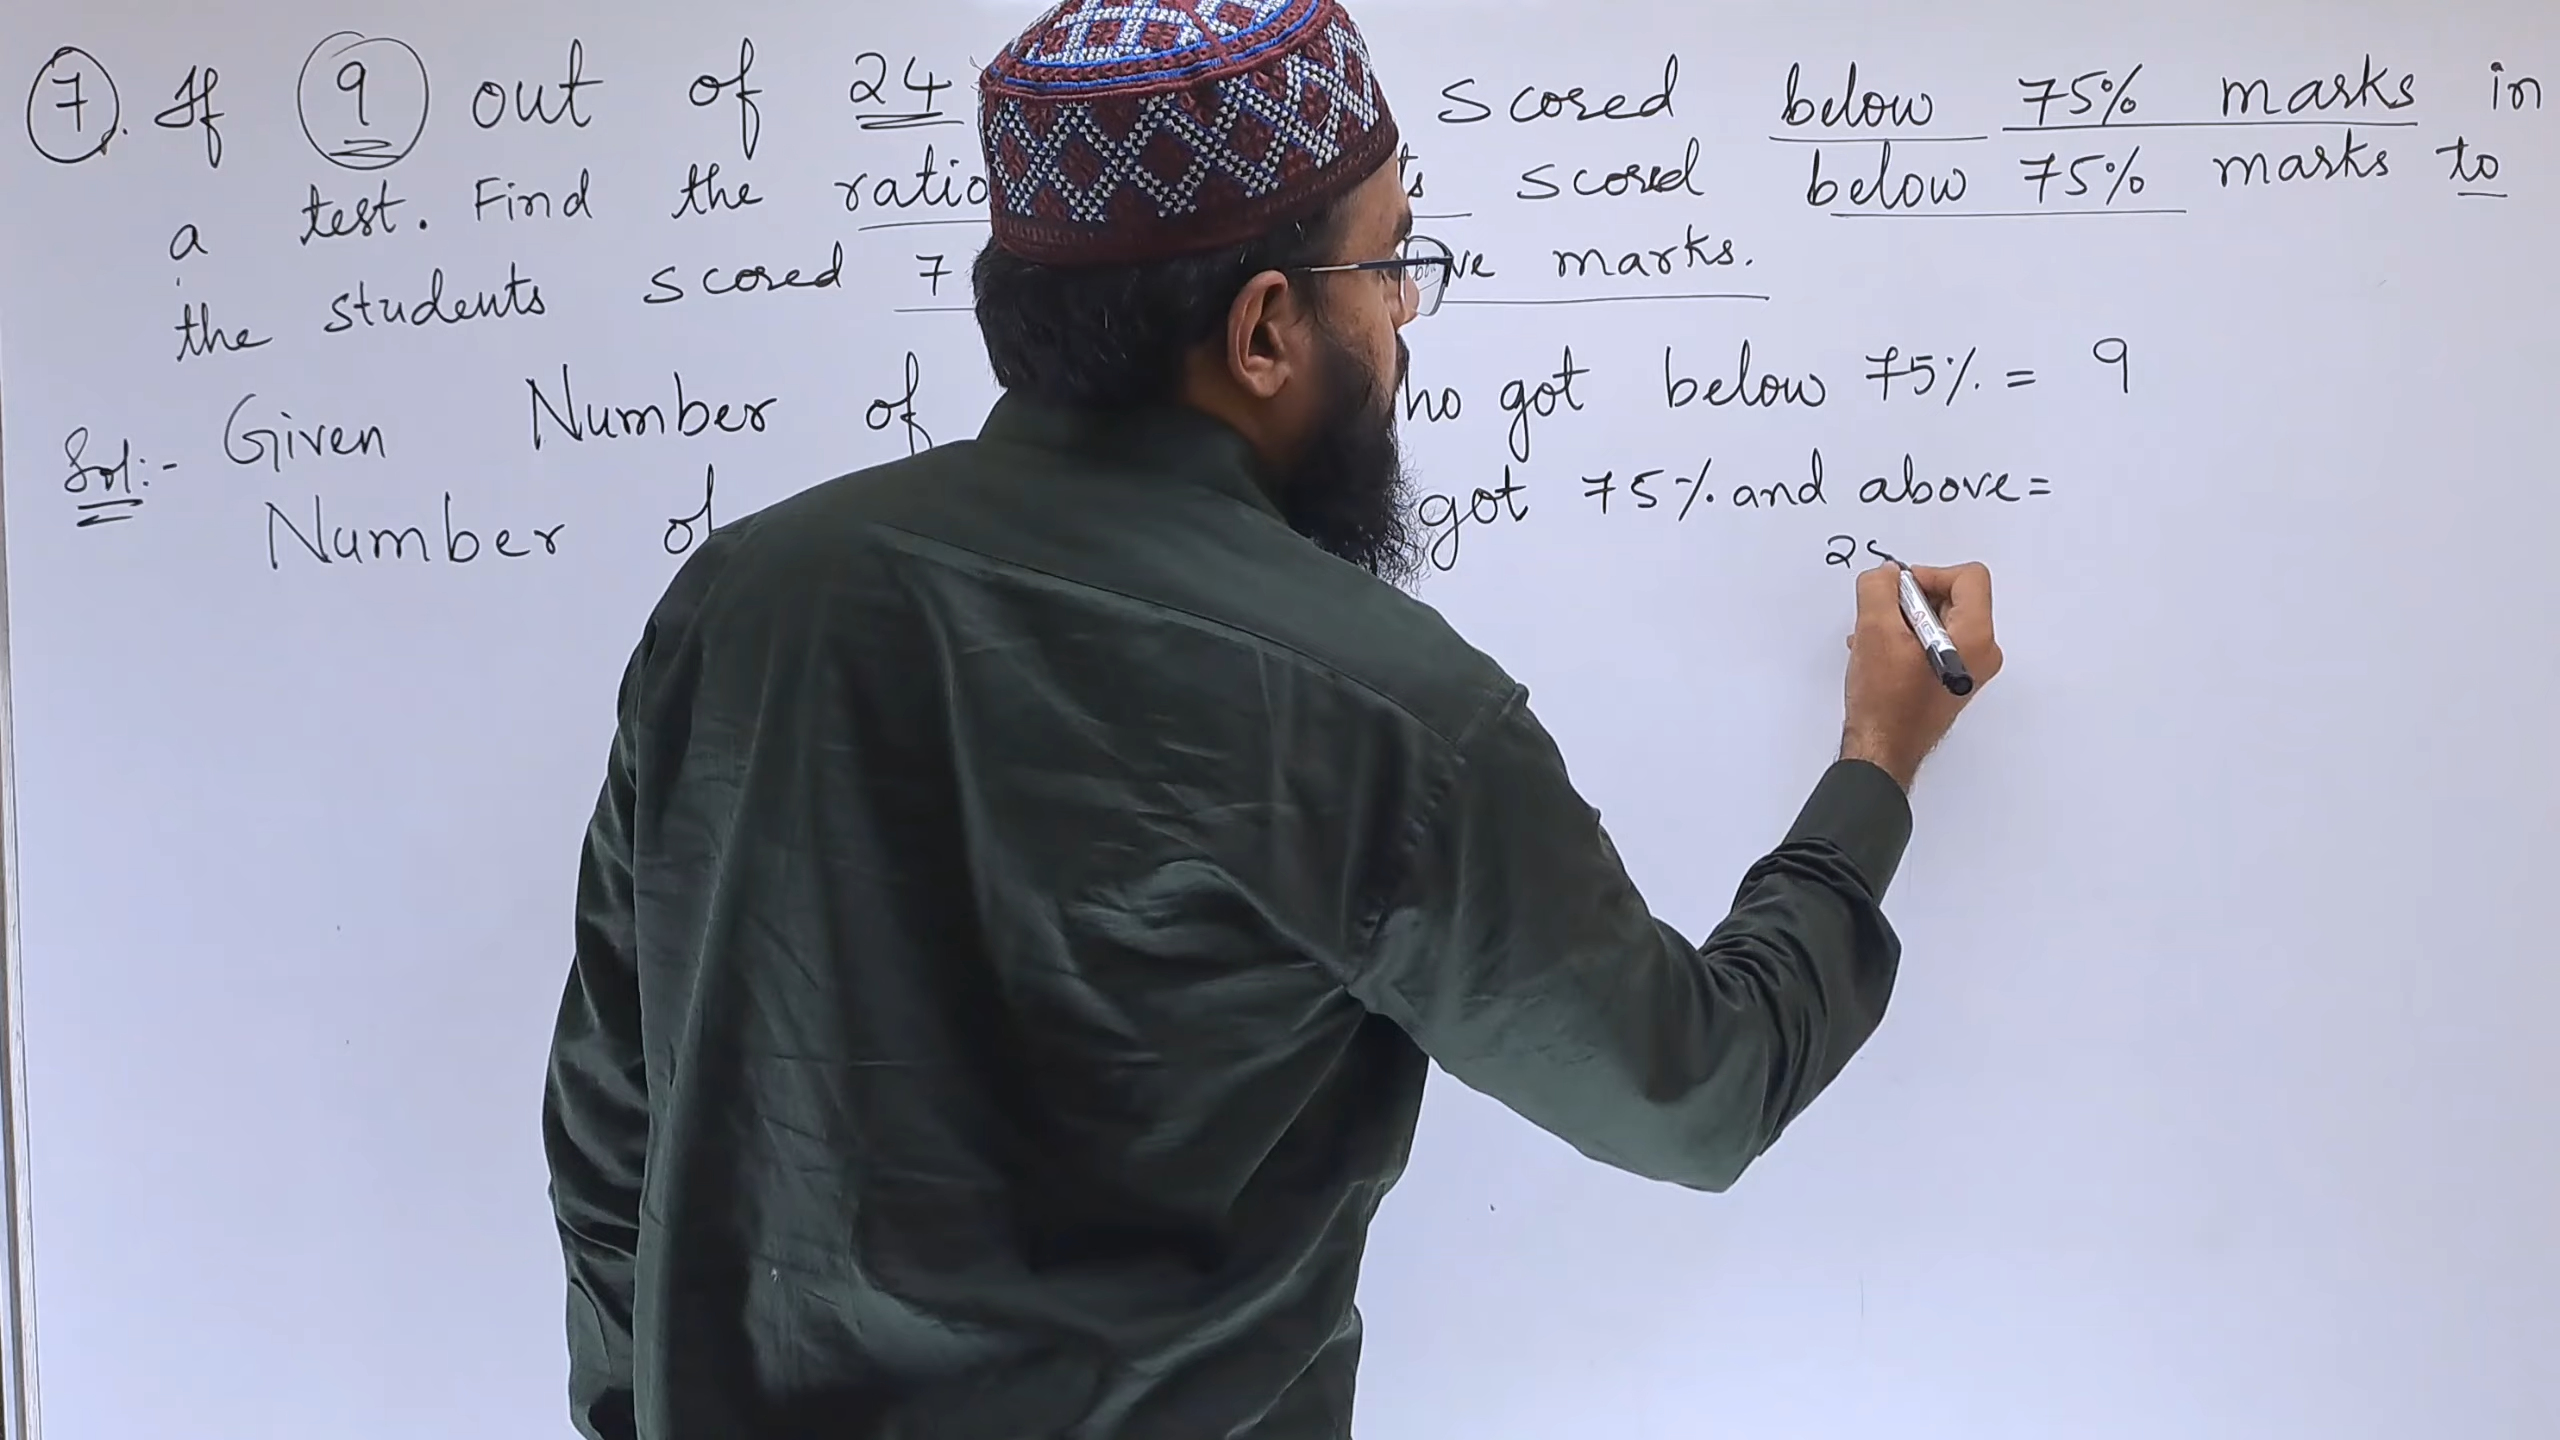 7. If 9 out of 24 scored below 75% marks in
a test. Find the ratio scored below 75% marks to
the students scored 7 marks.
Sol:- Given Number of got below 75% = 9
Number of got 75% and above =
2